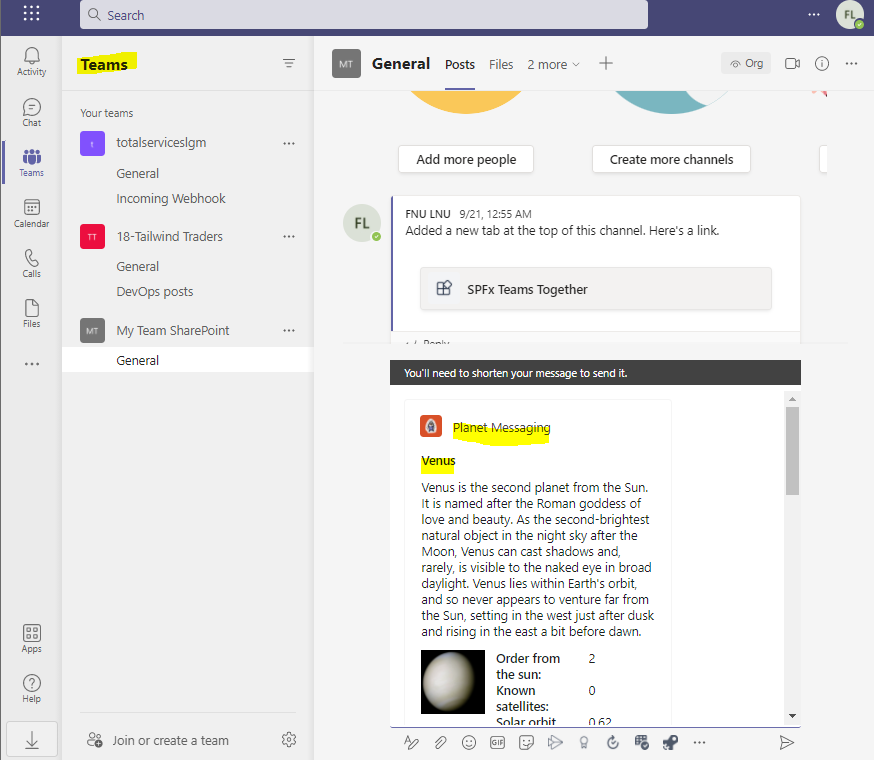 Search
FL
Activity
Chat
Teams
Calendar
Calls
Files
Apps
Help
Teams
Your teams
t
totalserviceslgm
General
Incoming Webhook
TT
18-Tailwind Traders
General
DevOps posts
MT
My Team SharePoint
General
Join or create a team
MT
General
Posts
Files
2 more
Org
Add more people
Create more channels
FL
FNU LNU 9/21, 12:55 AM
Added a new tab at the top of this channel. Here's a link.
SPFx Teams Together
Reply
You'll need to shorten your message to send it.
Planet Messaging
Venus
Venus is the second planet from the Sun.
It is named after the Roman goddess of
love and beauty. As the second-brightest
natural object in the night sky after the
Moon, Venus can cast shadows and,
rarely, is visible to the naked eye in broad
daylight. Venus lies within Earth's orbit,
and so never appears to venture far from
the Sun, setting in the west just after dusk
and rising in the east a bit before dawn.
Order from 2
the sun:
Known 0
satellites:
Solar orbit 0.62
GIF